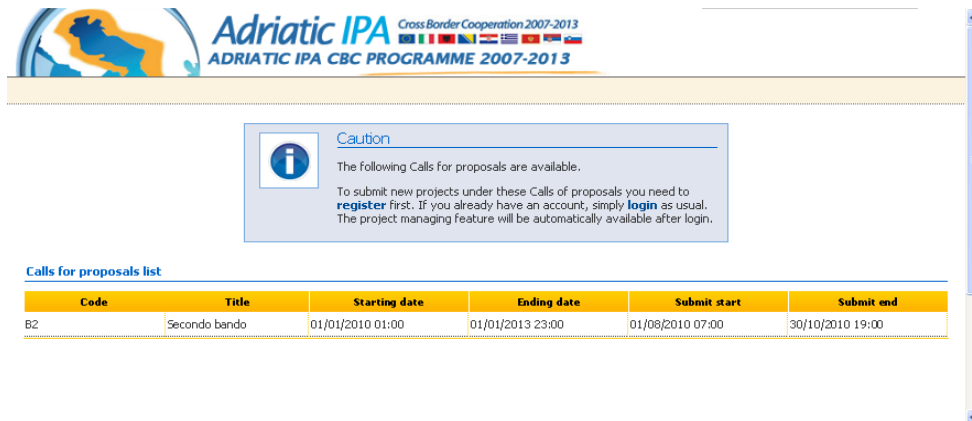 Adriatic IPA Cross Border Cooperation 2007-2013
ADRIATIC IPA CBC PROGRAMME 2007-2013
Caution
The following Calls for proposals are available.
To submit new projects under these Calls of proposals you need to
register first. If you already have an account, simply login as usual.
The project managing feature will be automatically available after login.
Calls for proposals list
Code Title Starting date Ending date Submit start Submit end
B2 Secondo bando 01/01/2010 01:00 01/01/2013 23:00 01/08/2010 07:00 30/10/2010 19:00